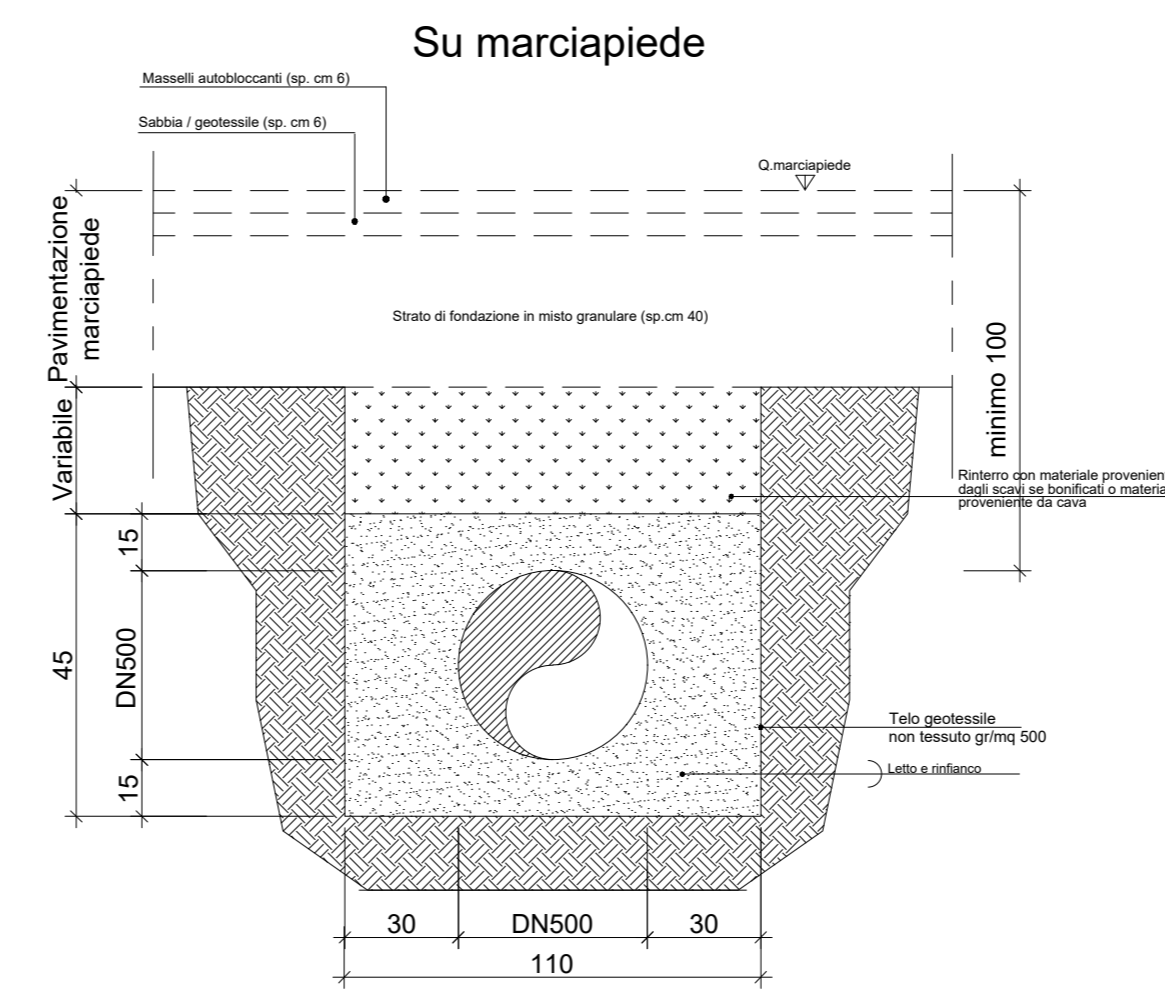 Su marciapiede
Masselli autobloccanti (sp. cm 6)
Sabbia / geotessile (sp. cm 6)
Q.marciapiede
Pavimentazione
marciapiede
Strato di fondazione in misto granulare (sp.cm 40)
minimo 100
Variabile
Rinterro con materiale provenien
dagli scavi se bonificati o materia
proveniente da cava
15
45
DN500
15
Telo geotessile
non tessuto gr/mq 500
Letto e rinfianco
30
DN500
30
110